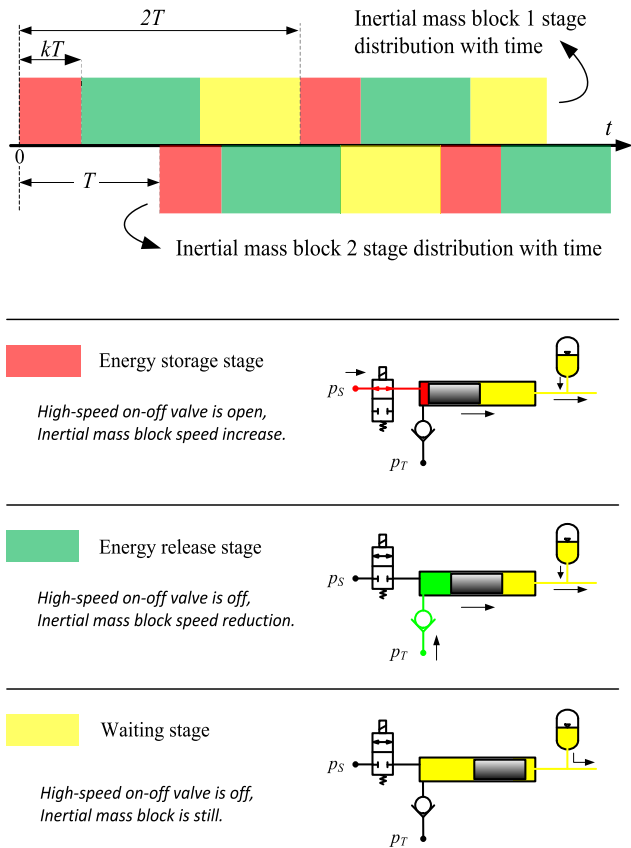 2T
Inertial mass block 1 stage
distribution with time
kT
t
0
T
Inertial mass block 2 stage distribution with time
Energy storage stage
High-speed on-off valve is open,
Inertial mass block speed increase.
pS
pT
Energy release stage
High-speed on-off valve is off,
Inertial mass block speed reduction.
pS
pT
Waiting stage
High-speed on-off valve is off,
Inertial mass block is still.
pS
pT